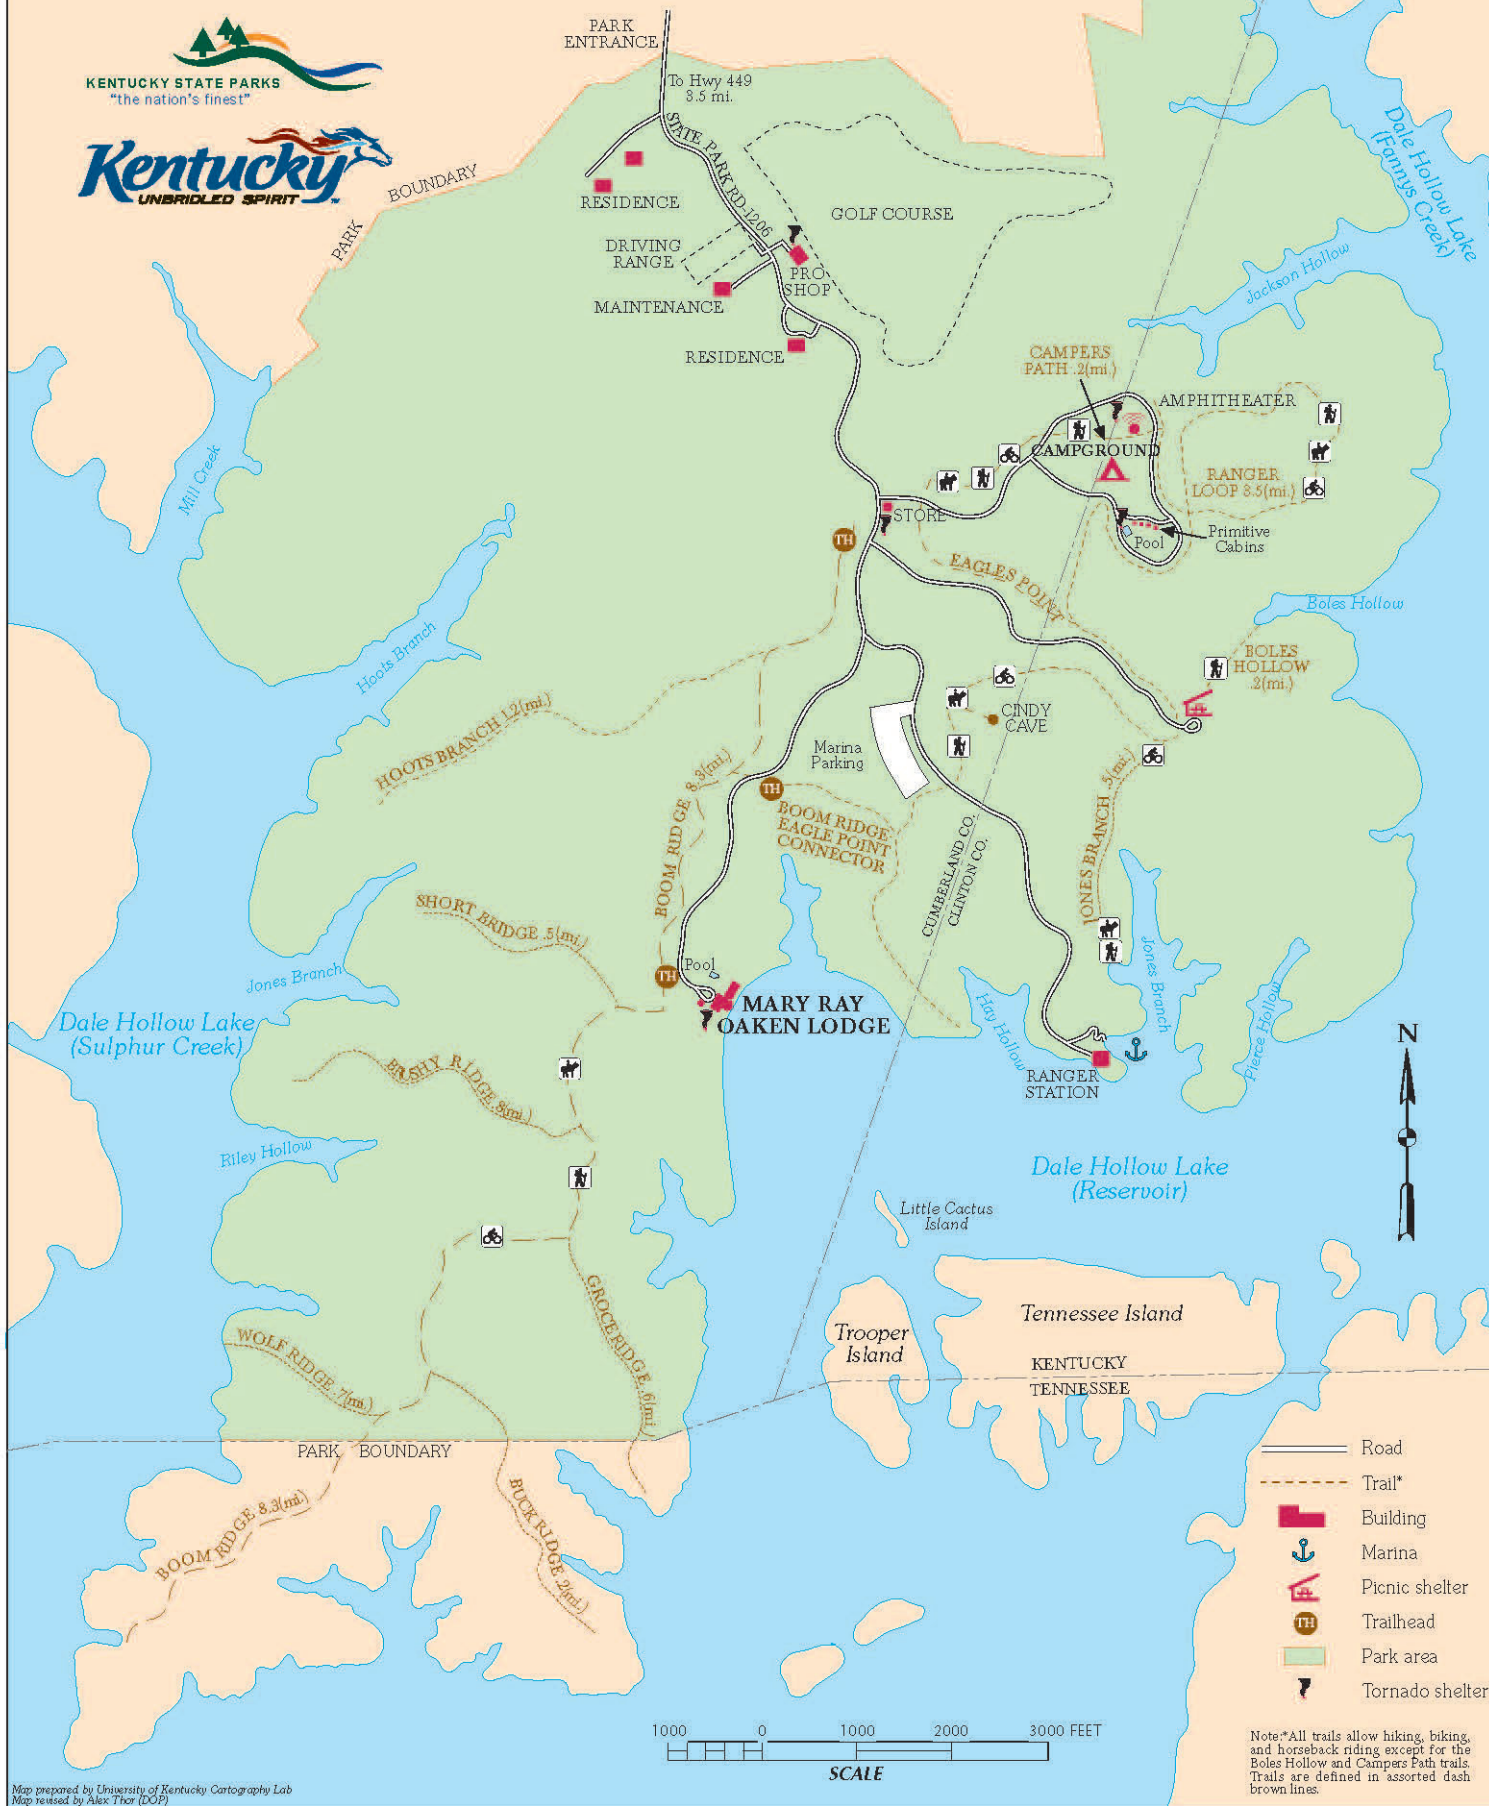 KENTUCKY STATE PARKS
"the nation's finest"
Kentucky
UNBRIDLED SPIRIT
TM
PARK
ENTRANCE
To Hwy 449
3.5 mi.
STATE PARK RD-1206
PARK BOUNDARY
RESIDENCE
DRIVING
RANGE
GOLF COURSE
PRO
SHOP
MAINTENANCE
RESIDENCE
Dale Hollow Lake
(Fannys Creek)
Jackson Hollow
CAMPERS
PATH .2(mi.)
AMPHITHEATER
CAMPGROUND
RANGER
LOOP 3.5(mi.)
Mill Creek
STORE
TH
Pool
Primitive
Cabins
EAGLES POINT
Boles Hollow
Hoots Branch
BOLES
HOLLOW
.2(mi.)
HOOTS BRANCH 1.2(mi.)
CINDY
CAVE
Marina
Parking
BOOM RIDGE 8.3(mi.)
TH
BOOM RIDGE
EAGLE POINT
CONNECTOR
JONES BRANCH .5(mi.)
CUMBERLAND CO.
CLINTON CO.
SHORT BRIDGE .5(mi.)
Jones Branch
TH
Pool
MARY RAY
OAKEN LODGE
Hay Hollow
Jones Branch
Pierce Hollow
Dale Hollow Lake
(Sulphur Creek)
N
BRUSHY RIDGE .8(mi.)
RANGER
STATION
Riley Hollow
Dale Hollow Lake
(Reservoir)
Little Cactus
Island
GROCE RIDGE .6(mi.)
Tennessee Island
Trooper
Island
WOLF RIDGE .7(mi.)
KENTUCKY
TENNESSEE
PARK BOUNDARY
BOOM RIDGE 8.3(mi.)
BUCK RIDGE .2(mi.)
Road
Trail*
Building
Marina
Picnic shelter
TH
Trailhead
Park area
Tornado shelter
1000 0 1000 2000 3000 FEET
SCALE
Note:*All trails allow hiking, biking,
and horseback riding except for the
Boles Hollow and Campers Path trails.
Trails are defined in assorted dash
brown lines.
Map prepared by University of Kentucky Cartography Lab
Map revised by Alex Thor (DOP)